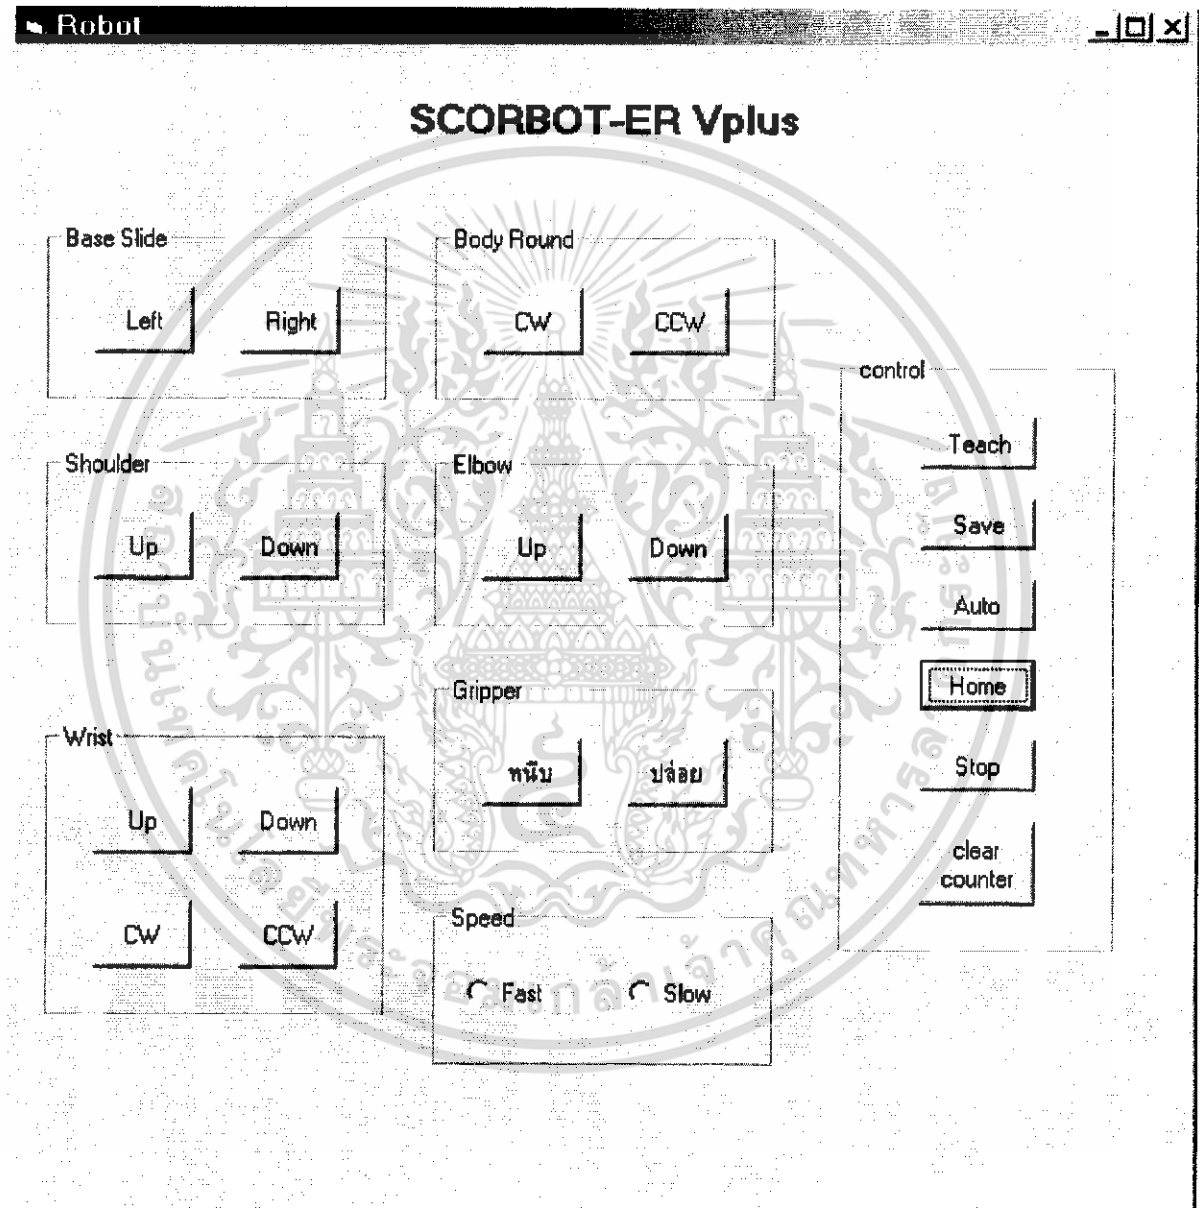 Robot
SCORBOT-ER Vplus
Base Slide
Left Right
Body Round
CW CCW
Shoulder
Up Down
Elbow
Up Down
Wrist
Up Down
CW CCW
Gripper
หนีบ ปล่อย
Speed
Fast Slow
control
Teach
Save
Auto
Home
Stop
clear
counter